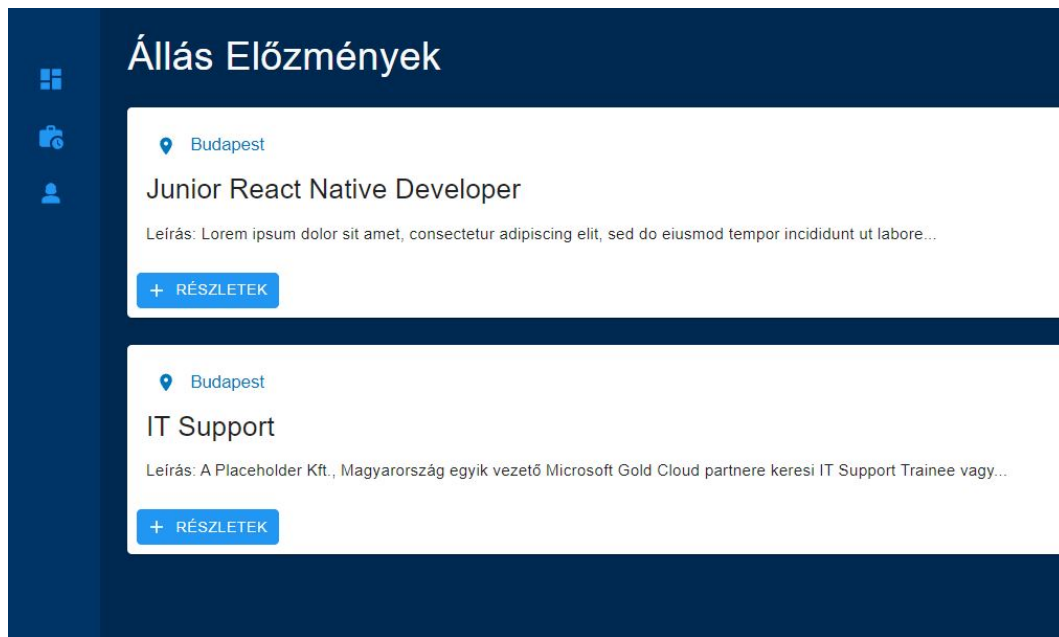 Állás Előzmények
Budapest
Junior React Native Developer
Leírás: Lorem ipsum dolor sit amet, consectetur adipiscing elit, sed do eiusmod tempor incididunt ut labore...
+ RÉSZLETEK
Budapest
IT Support
Leírás: A Placeholder Kft., Magyarország egyik vezető Microsoft Gold Cloud partnere keresi IT Support Trainee vagy...
+ RÉSZLETEK